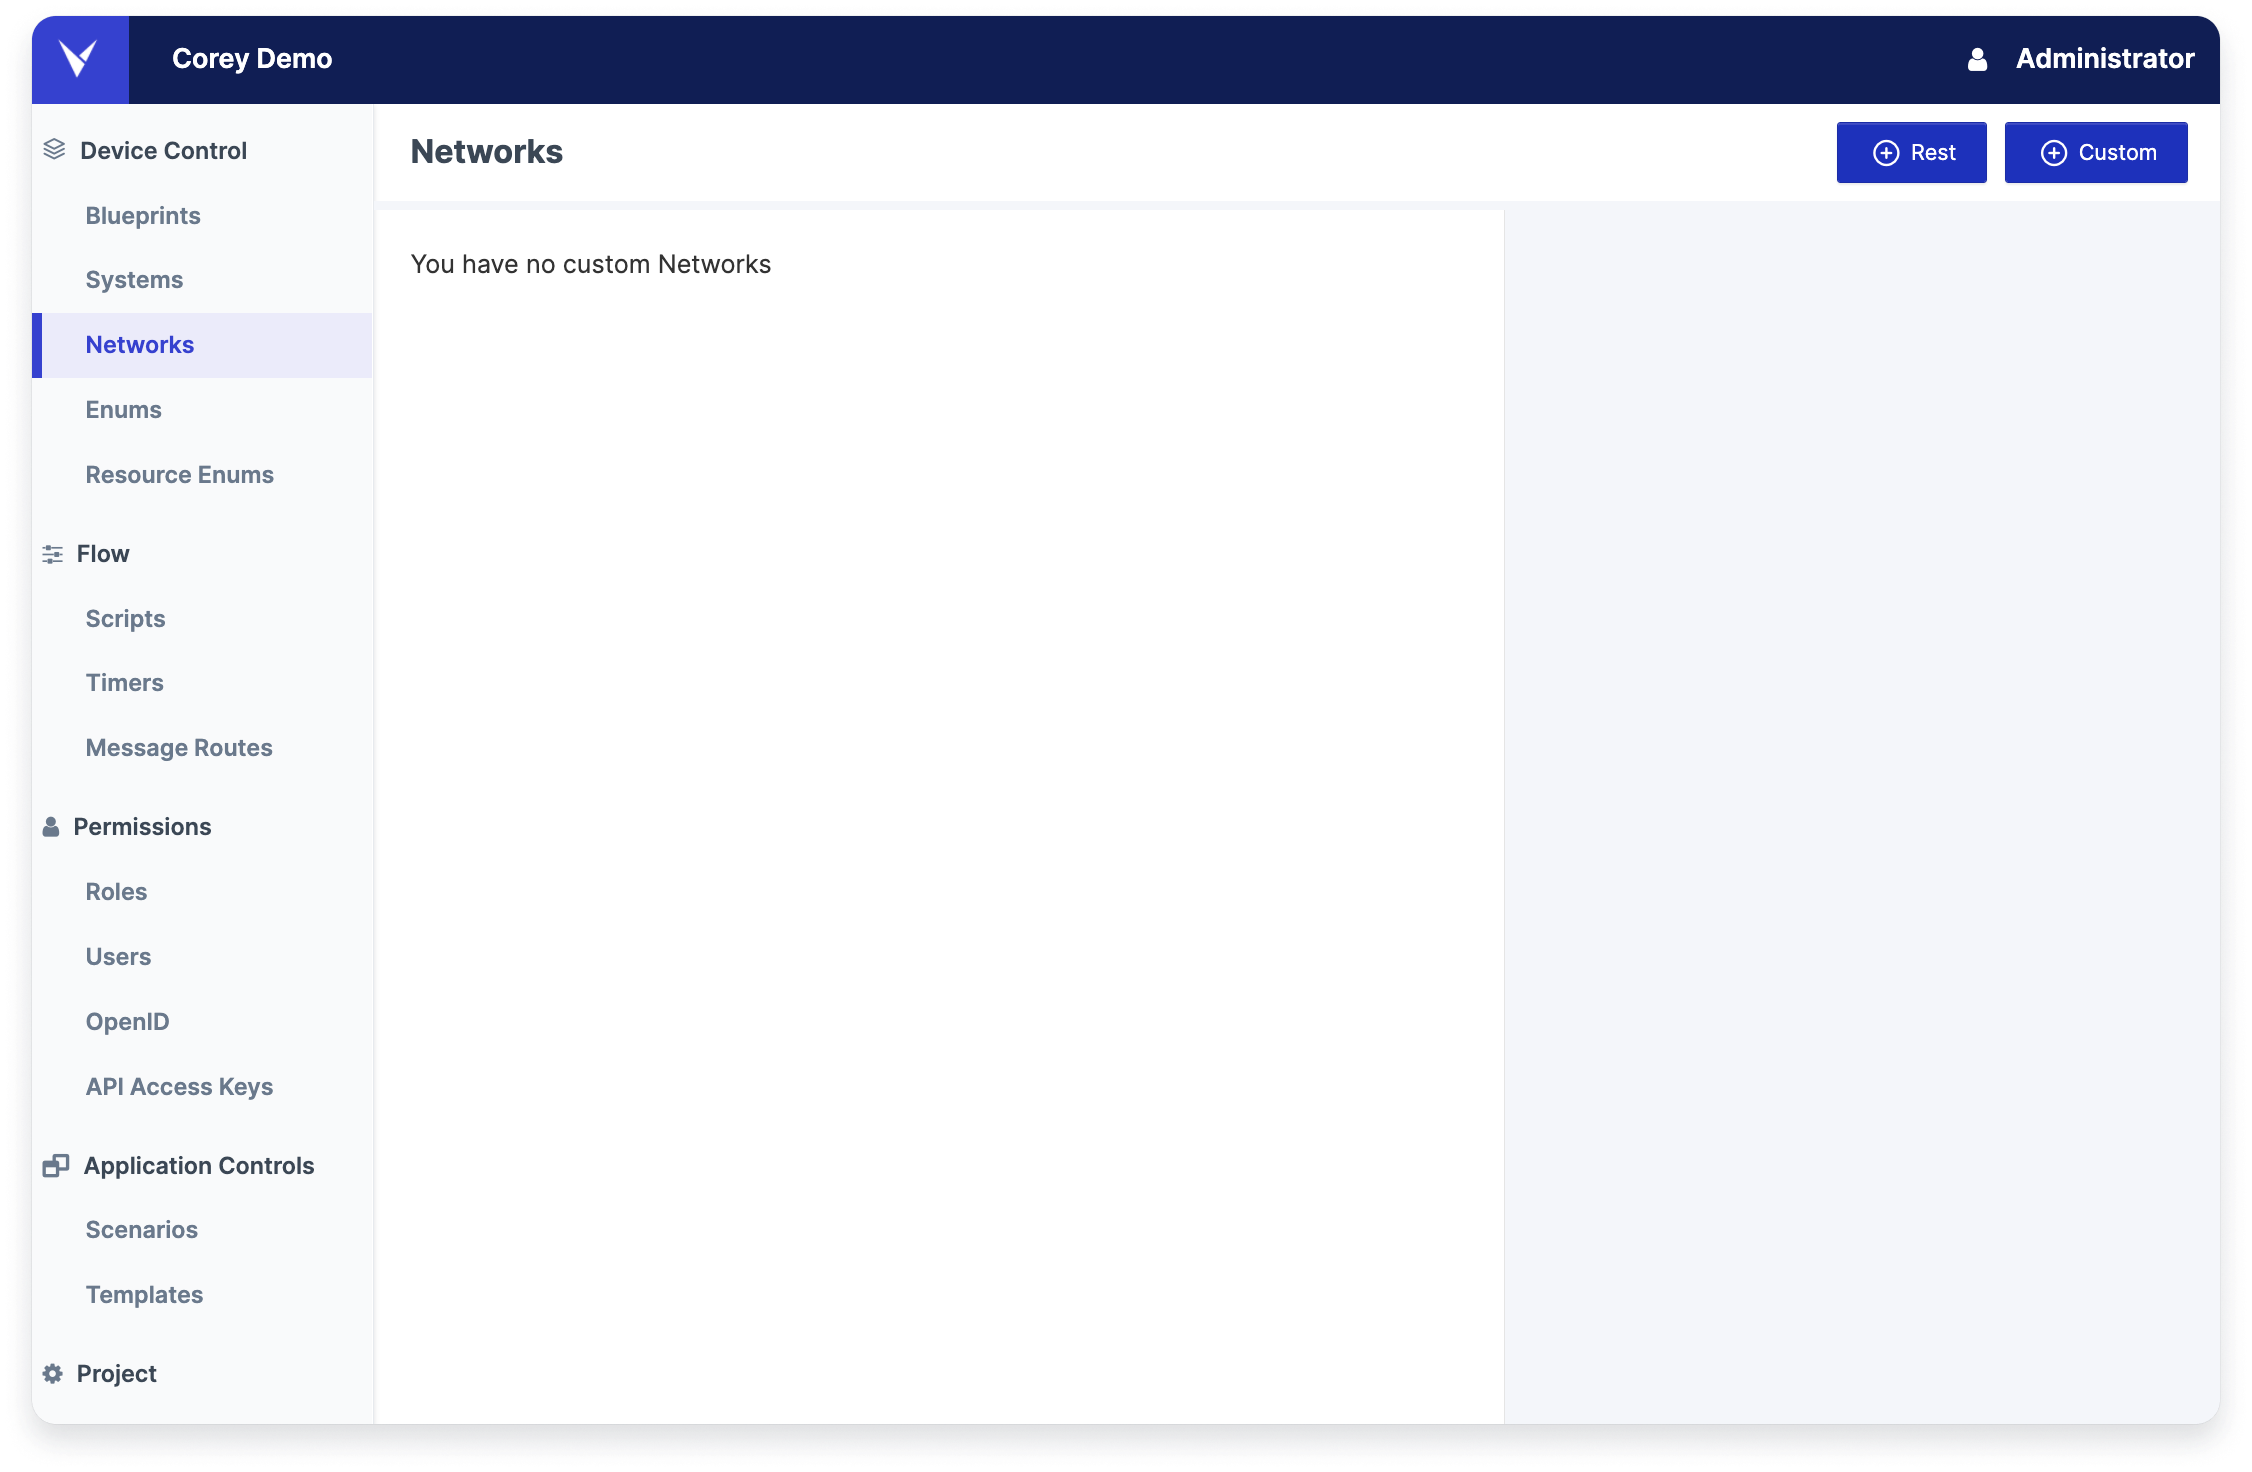 Corey Demo
Administrator
Device Control
Blueprints
Systems
Networks
Enums
Resource Enums
Flow
Scripts
Timers
Message Routes
Permissions
Roles
Users
OpenID
API Access Keys
Application Controls
Scenarios
Templates
Project
Networks
Rest
Custom
You have no custom Networks